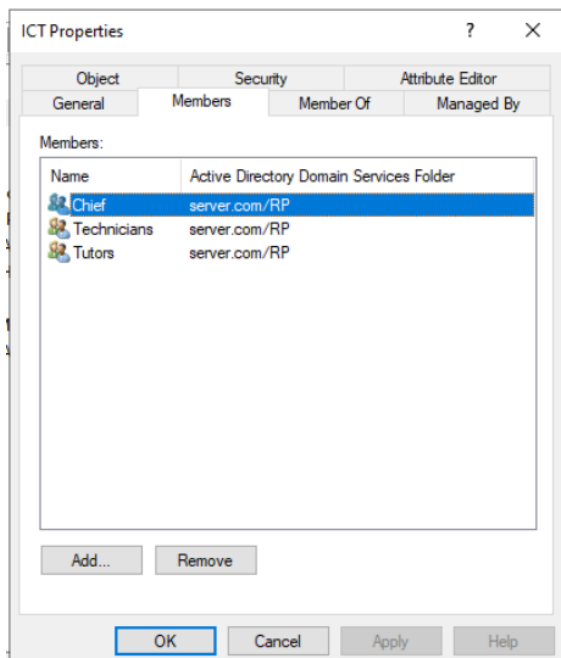 ICT Properties ? ×
Object Security Attribute Editor
General Members Member Of Managed By
Members:
Name Active Directory Domain Services Folder
Chief server.com/RP
Technicians server.com/RP
Tutors server.com/RP
Add... Remove
OK Cancel Apply Help